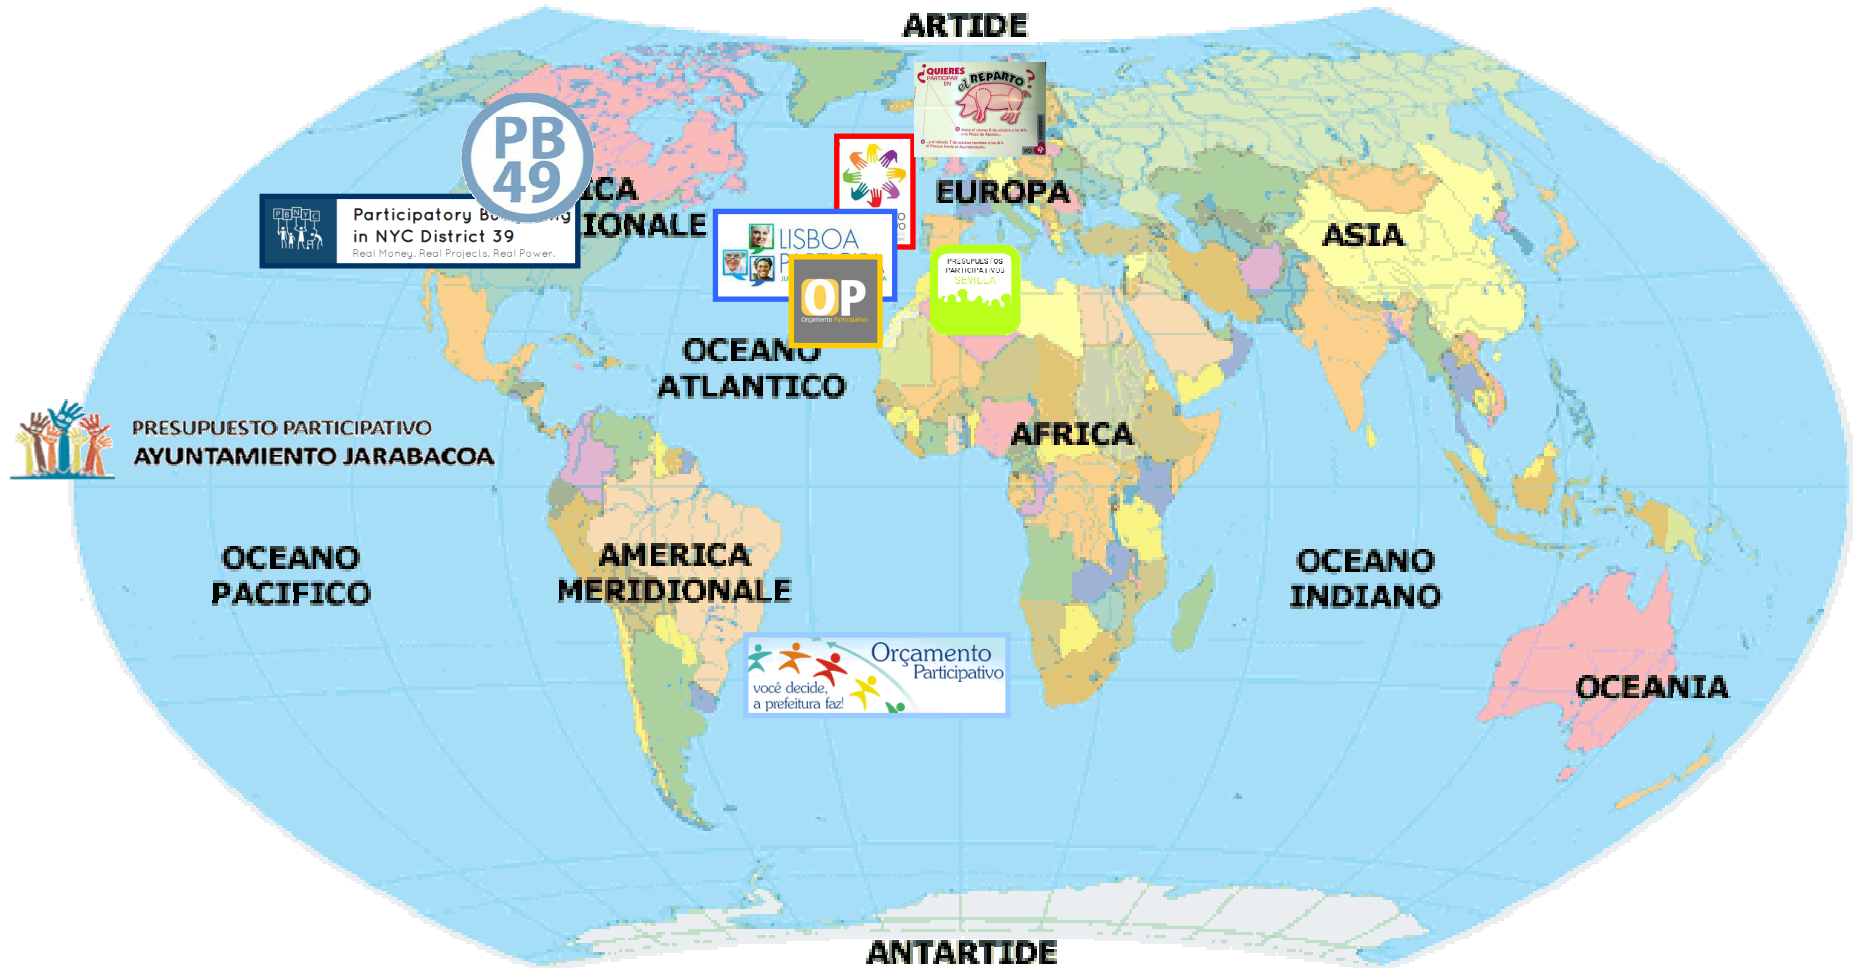 ARTIDE
¿QUIERES
PARTICIPAR
EN
el REPARTO?
PB
49
ICA
IONALE
Participatory
in NYC District 39
Real Money. Real Projects. Real Power.
PBNYC
EUROPA
ASIA
LISBOA
OP
Orçamento Participativo
PRESUPUESTOS
PARTICIPATIVOS
SEVILLA
OCEANO
ATLANTICO
PRESUPUESTO PARTICIPATIVO
AYUNTAMIENTO JARABACOA
AFRICA
OCEANO
PACIFICO
AMERICA
MERIDIONALE
OCEANO
INDIANO
Orçamento
Participativo
você decide,
a prefeitura faz!
OCEANIA
ANTARTIDE